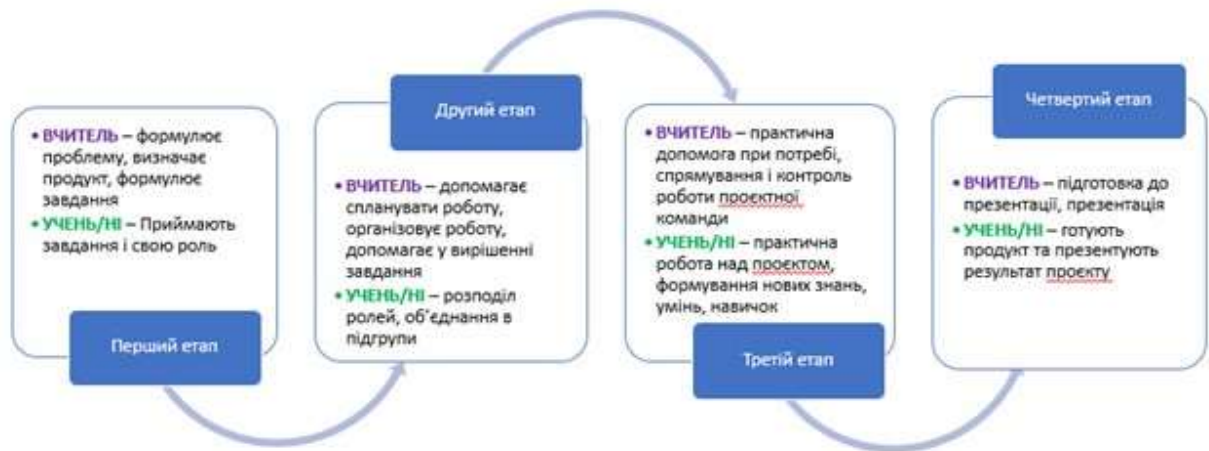 • ВЧИТЕЛЬ – формулює
проблему, визначає
продукт, формулює
завдання
• УЧЕНЬ/НІ – Приймають
завдання і свою роль
Перший етап
Другий етап
• ВЧИТЕЛЬ – допомагає
спланувати роботу,
організовує роботу,
допомагає у вирішенні
завдання
• УЧЕНЬ/НІ – розподіл
ролей, об'єднання в
підгрупи
• ВЧИТЕЛЬ – практична
допомога при потребі,
спрямування і контроль
роботи проєктної
команди
• УЧЕНЬ/НІ – практична
робота над проєктом,
формування нових знань,
умінь, навичок
Третій етап
Четвертий етап
• ВЧИТЕЛЬ – підготовка до
презентації, презентація
• УЧЕНЬ/НІ – готують
продукт та презентують
результат проєкту